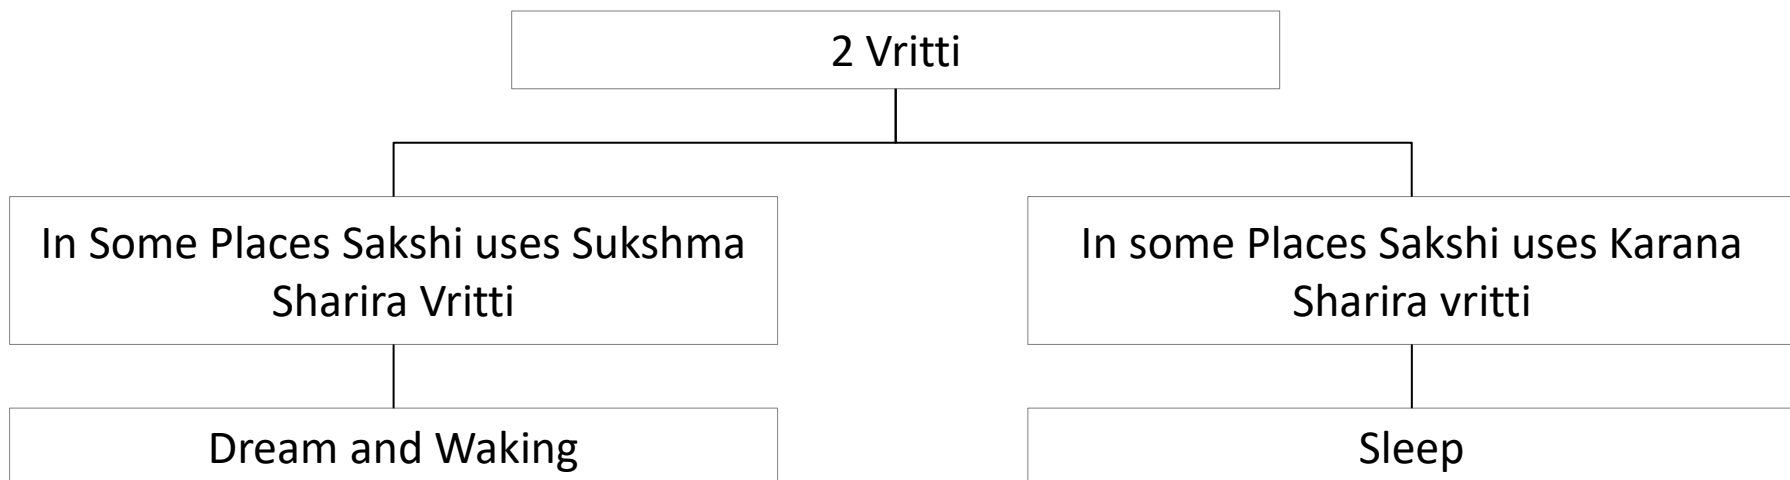 2 Vritti
In Some Places Sakshi uses Sukshma
Sharira Vritti
In some Places Sakshi uses Karana
Sharira vritti
Dream and Waking
Sleep